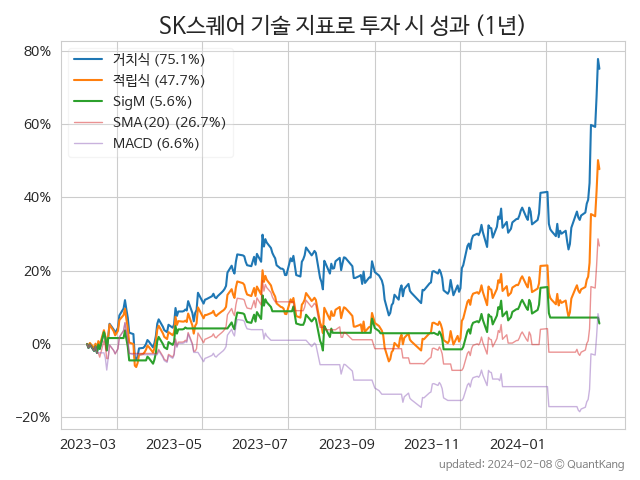 SK스퀘어 기술 지표로 투자 시 성과 (1년)
80%
60%
40%
20%
0%
−20%
거치식 (75.1%)
적립식 (47.7%)
SigM (5.6%)
SMA(20) (26.7%)
MACD (6.6%)
2023-03 2023-05 2023-07 2023-09 2023-11 2024-01
updated: 2024-02-08 © QuantKang